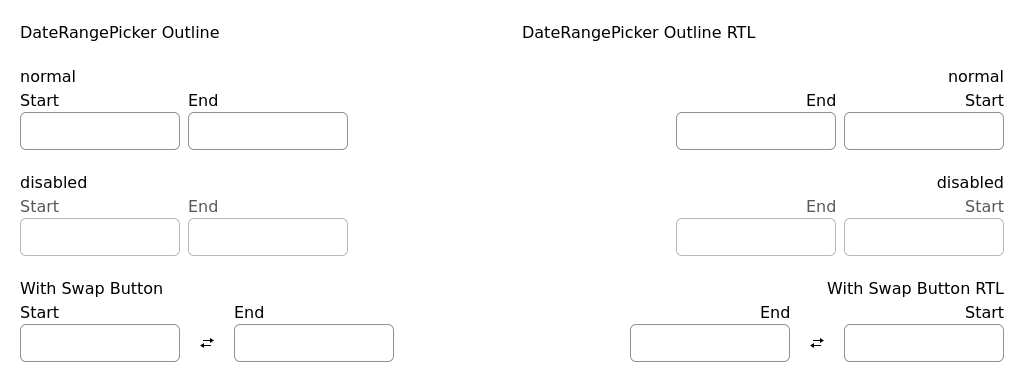 DateRangePicker Outline
normal
Start End
disabled
Start End
With Swap Button
Start End
DateRangePicker Outline RTL
normal
End Start
disabled
End Start
With Swap Button RTL
End Start